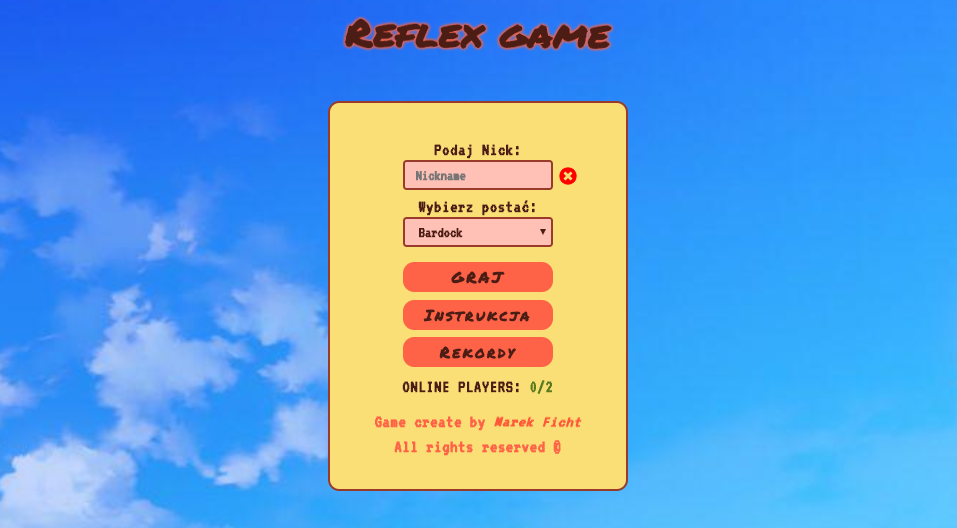 Reflex game
Podaj Nick:
Nickname
Wybierz postać:
Bardock
GRAJ
Instrukcja
Rekordy
ONLINE PLAYERS: 0/2
Game create by Marek Ficht
All rights reserved @